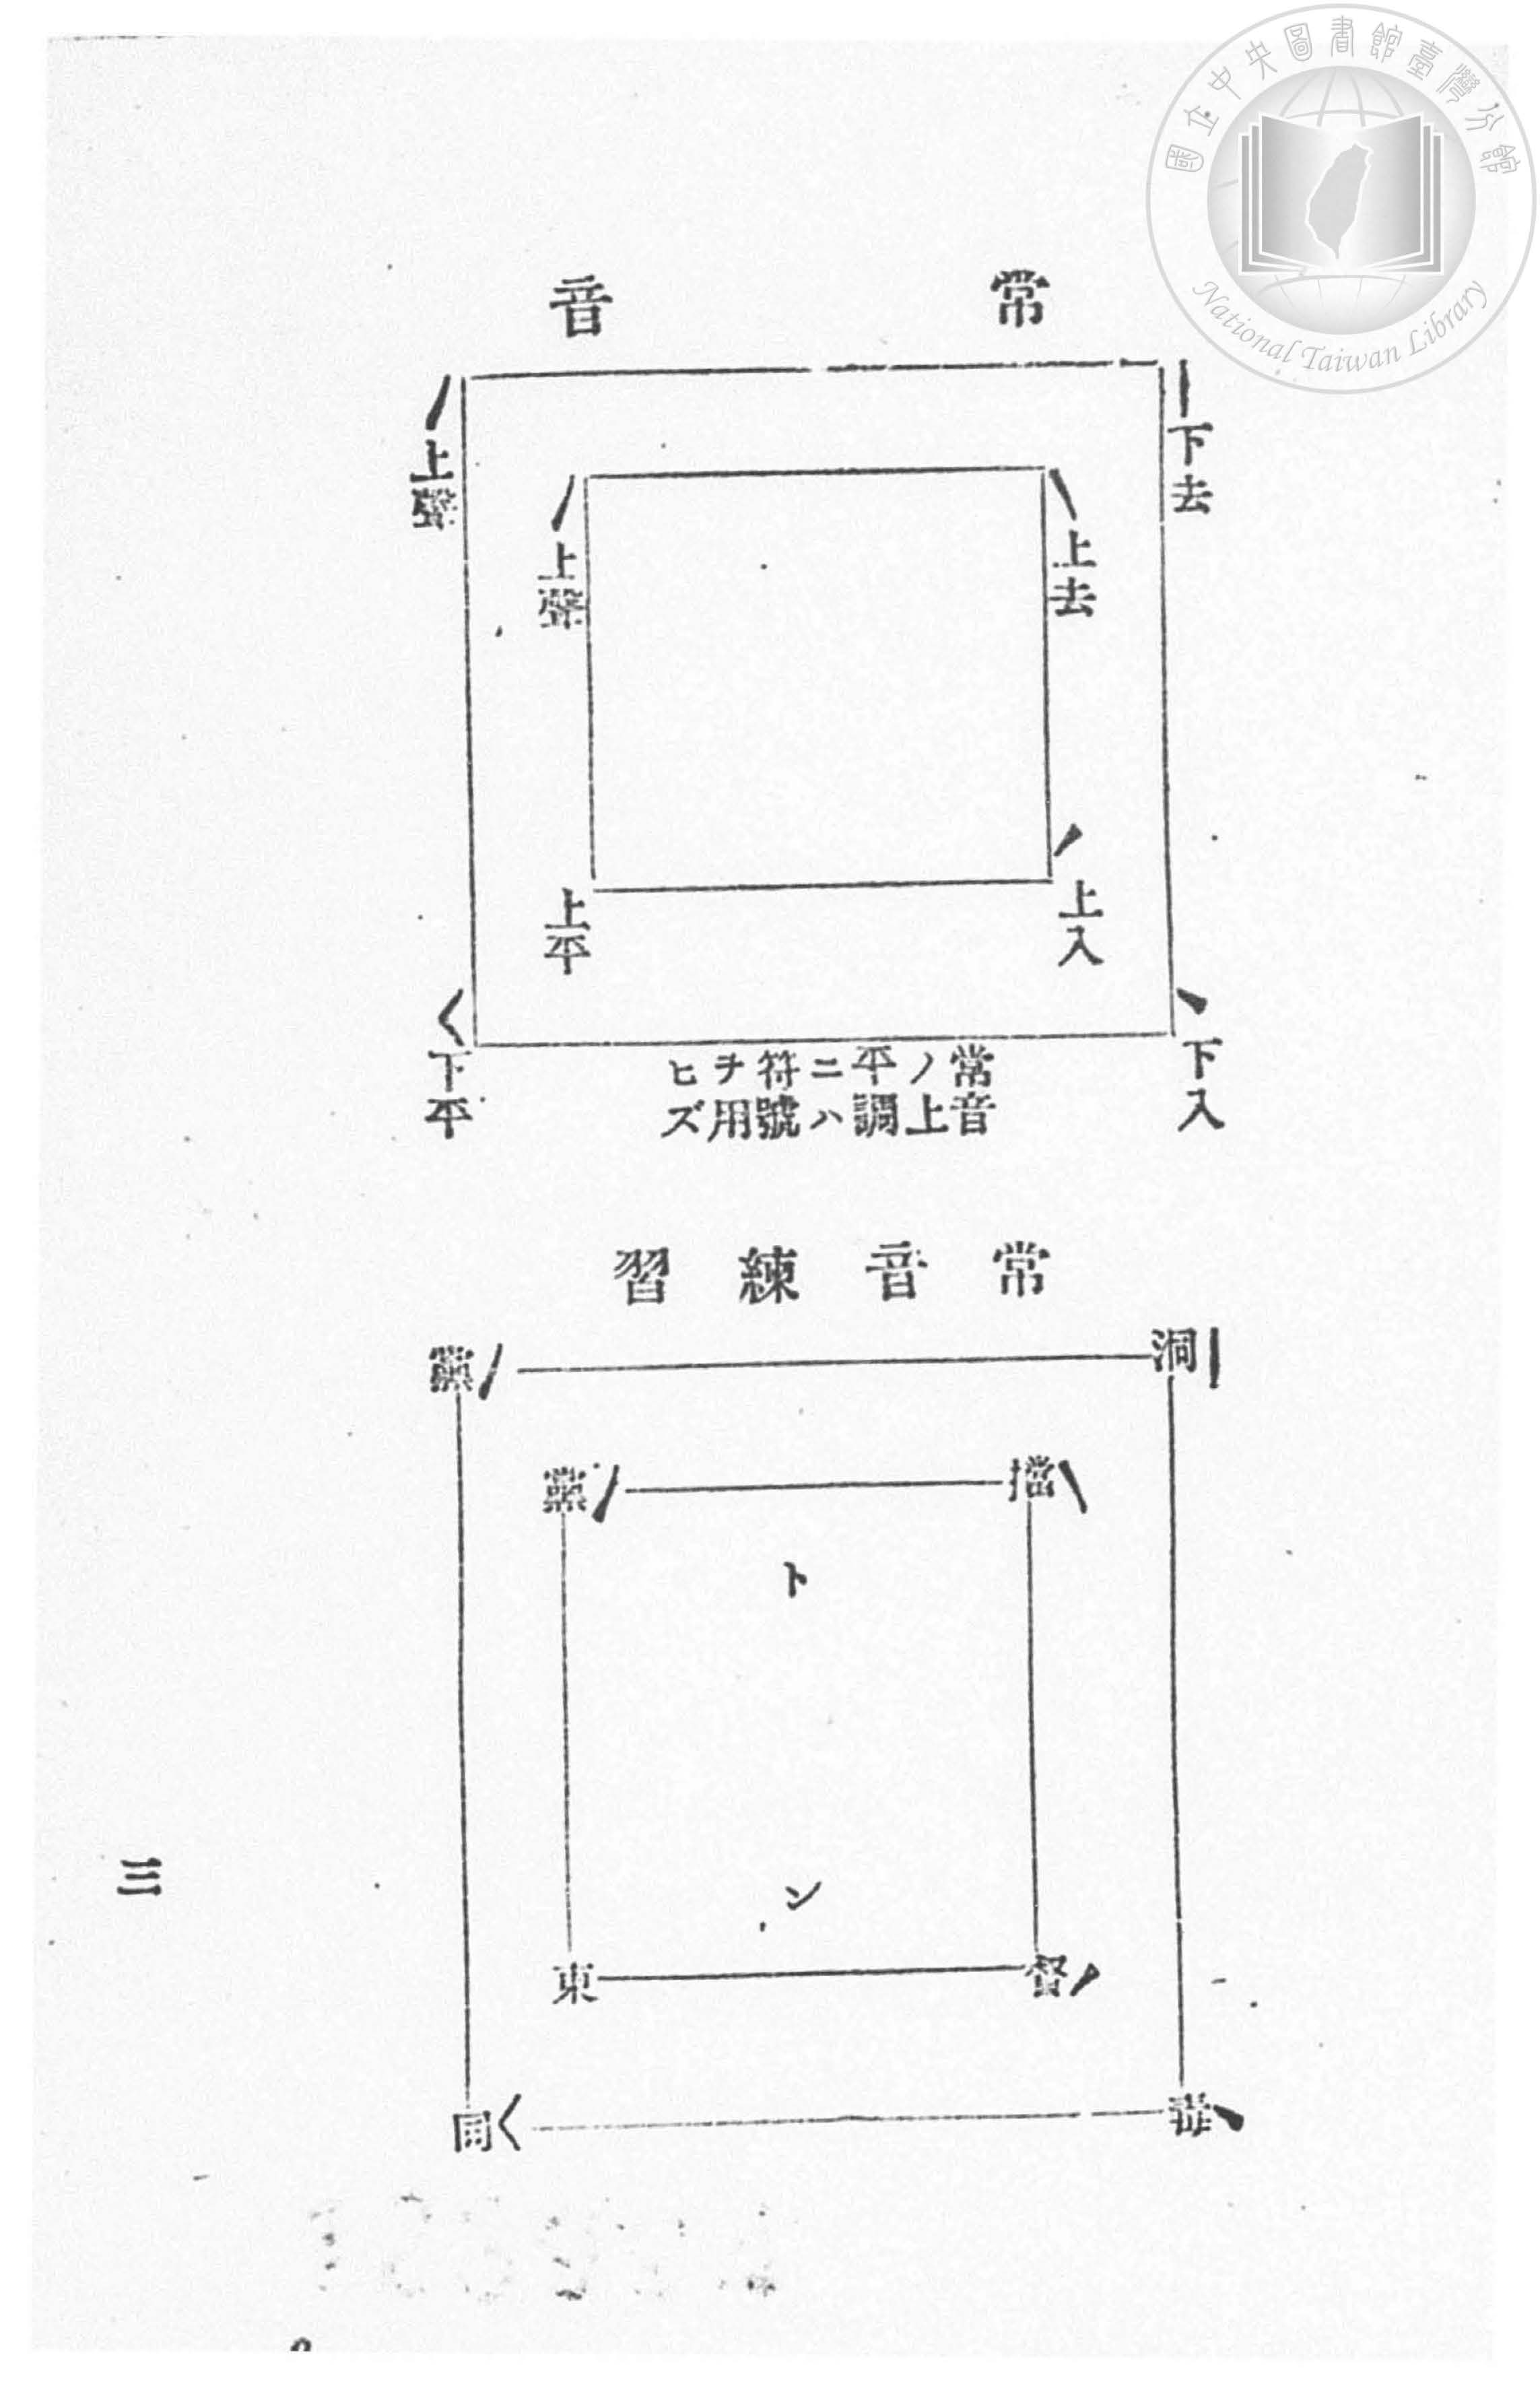 國立中央圖書館臺灣分館
National Taiwan Library
常音
下去
上聲
上去
上聲
上入
上平
下入
下平
常音
ノ上
平調
ニハ
符號
ヲ用
ヒズ
常音練習
洞
黨
擋
黨
ト
ン
督
東
毒
同
三